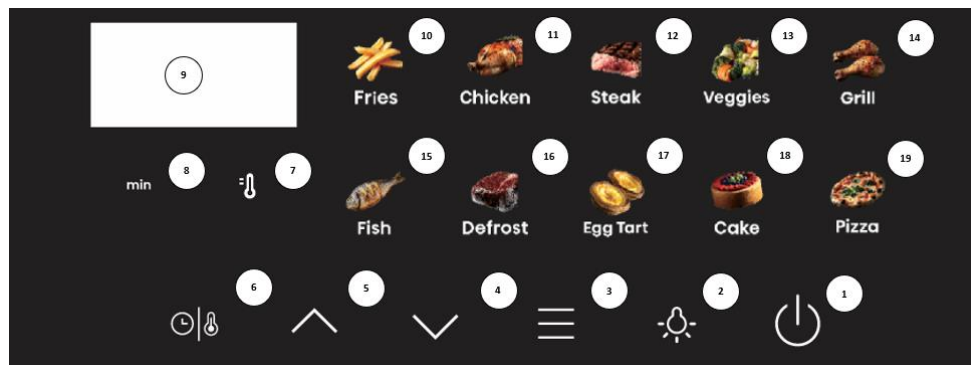 10 11 12 13 14
9
Fries Chicken Steak Veggies Grill
15 16 17 18 19
8 7
min
Fish Defrost Egg Tart Cake Pizza
6 5 4 3 2 1